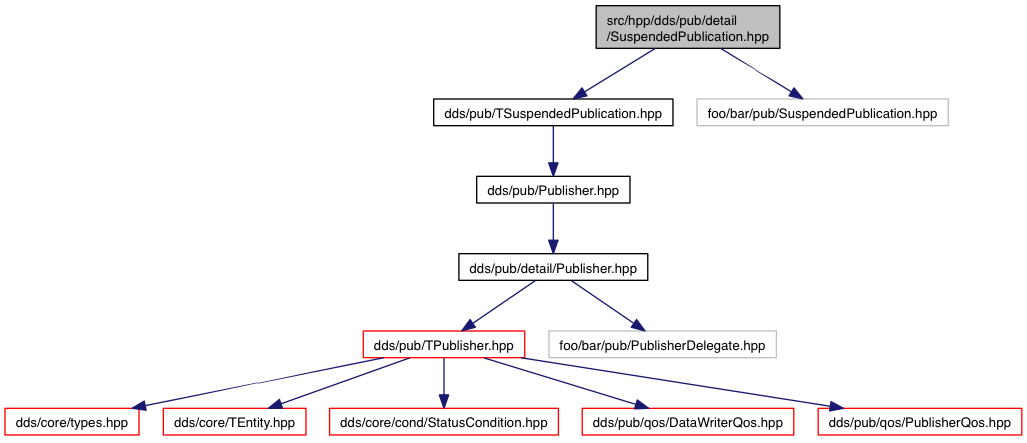 src/hpp/dds/pub/detail
/SuspendedPublication.hpp
dds/pub/TSuspendedPublication.hpp
foo/bar/pub/SuspendedPublication.hpp
dds/pub/Publisher.hpp
dds/pub/detail/Publisher.hpp
dds/pub/TPublisher.hpp
foo/bar/pub/PublisherDelegate.hpp
dds/core/types.hpp
dds/core/TEntity.hpp
dds/core/cond/StatusCondition.hpp
dds/pub/qos/DataWriterQos.hpp
dds/pub/qos/PublisherQos.hpp